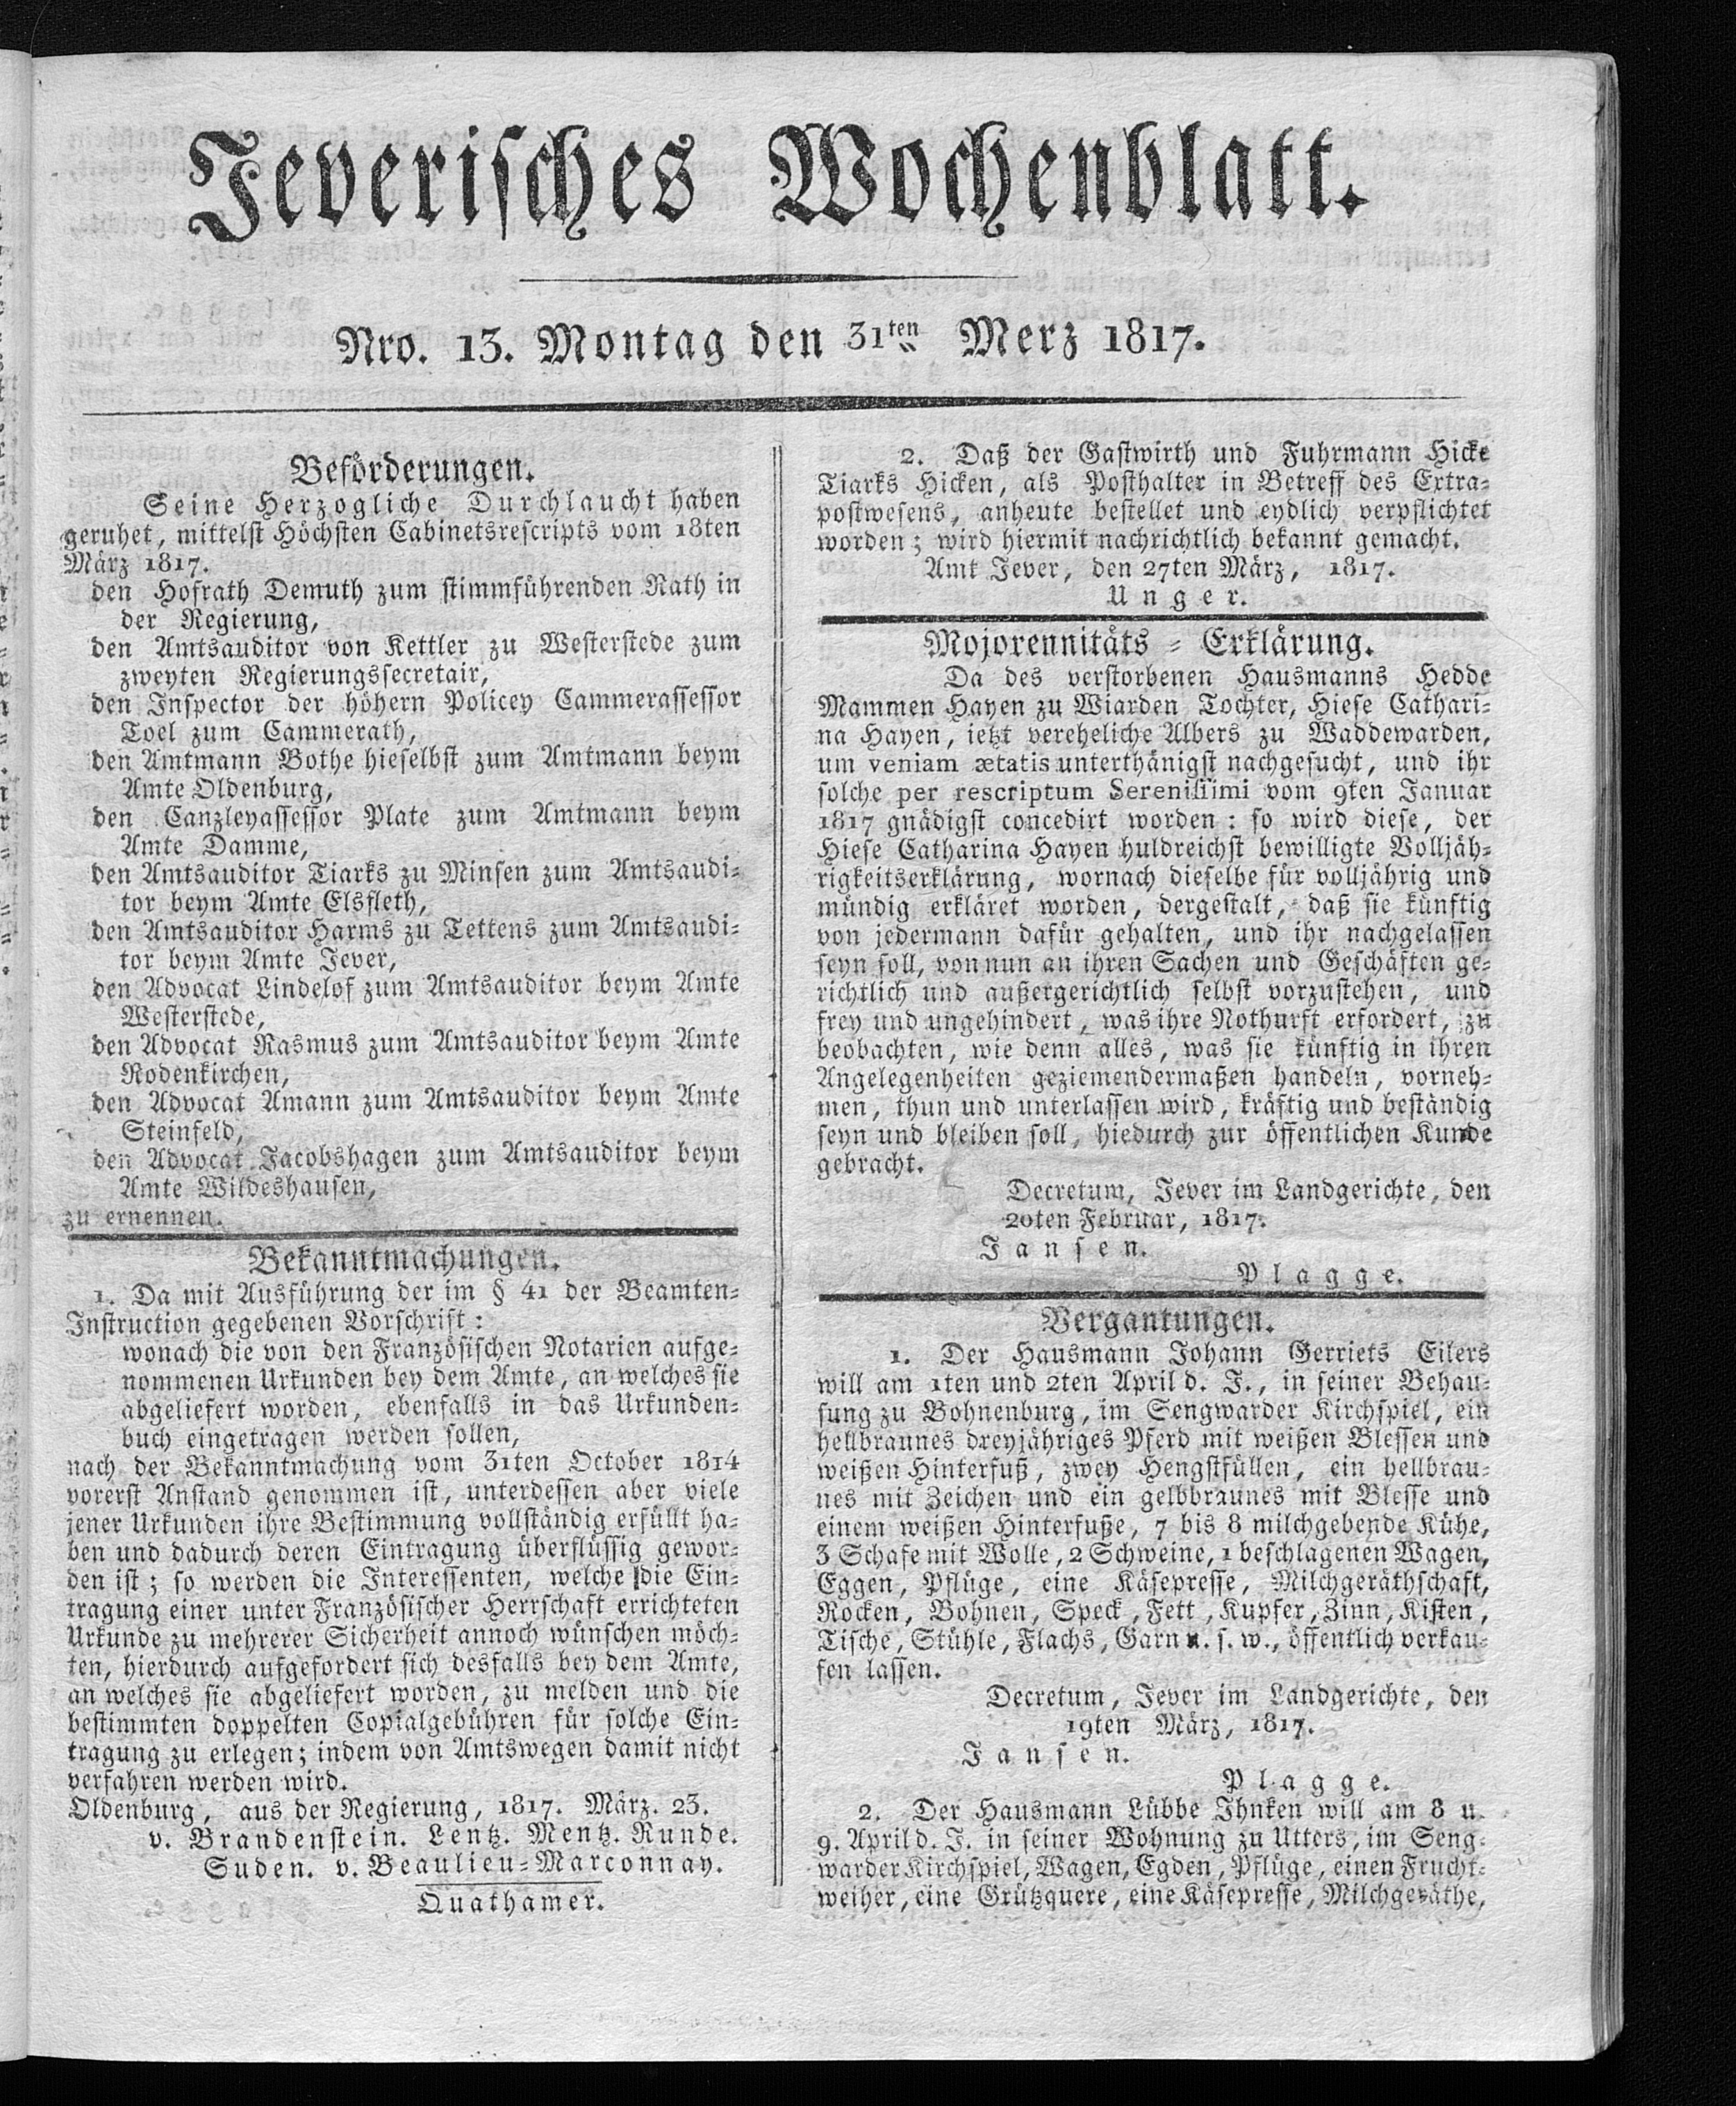 Jeverisches Wochenblatt.
Nro. 13. Montag den 31ten Merz 1817.
Beförderungen.
Seine Herzogliche Durchlaucht haben
geruhet, mittelst Höchsten Cabinetsrescripts vom 18ten
März 1817.
den Hofrath Demuth zum stimmführenden Rath in
der Regierung,
den Amtsauditor von Kettler zu Westerstede zum
zweyten Regierungssecretair,
den Inspector der höhern Policey Cammerassessor
Toel zum Cammerath,
den Amtmann Bothe hieselbst zum Amtmann beym
Amte Oldenburg,
den Canzleyassessor Plate zum Amtmann beym
Amte Damme,
den Amtsauditor Tiarks zu Minsen zum Amtsaudi-
tor beym Amte Elsfleth,
den Amtsauditor Harms zu Tettens zum Amtsaudi-
tor beym Amte Jever,
den Advocat Lindelof zum Amtsauditor beym Amte
Westerstede,
den Advocat Rasmus zum Amtsauditor beym Amte
Rodenkirchen,
den Advocat Amann zum Amtsauditor beym Amte
Steinfeld,
den Advocat Jacobshagen zum Amtsauditor beym
Amte Wildeshausen,
zu ernennen.
Bekanntmachungen.
1. Da mit Ausführung der im § 41 der Beamten-
Instruction gegebenen Vorschrift:
wonach die von den Französischen Notarien aufge-
nommenen Urkunden bey dem Amte, an welches sie
abgeliefert worden, ebenfalls in das Urkunden-
buch eingetragen werden sollen,
nach der Bekanntmachung vom 31ten October 1814
vorerst Anstand genommen ist, unterdessen aber viele
jener Urkunden ihre Bestimmung vollständig erfüllt ha-
ben und dadurch deren Eintragung überflüssig gewor-
den ist; so werden die Interessenten, welche die Ein-
tragung einer unter Französischer Herrschaft errichteten
Urkunde zu mehrerer Sicherheit annoch wünschen möch-
ten, hierdurch aufgefordert sich desfalls bey dem Amte,
an welches sie abgeliefert worden, zu melden und die
bestimmten doppelten Copialgebühren für solche Ein-
tragung zu erlegen; indem von Amtswegen damit nicht
verfahren werden wird.
Oldenburg, aus der Regierung, 1817. März. 23.
v. Brandenstein. Lentz. Mentz. Runde.
Suden. v. Beaulieu-Marconnay.
Quathamer.
2. Daß der Gastwirth und Fuhrmann Hicke
Tiarks Hicken, als Posthalter in Betreff des Extra-
postwesens, anheute bestellet und eydlich verpflichtet
worden; wird hiermit nachrichtlich bekannt gemacht.
Amt Jever, den 27ten März, 1817.
Unger.
Mojorennitäts-Erklärung.
Da des verstorbenen Hausmanns Hedde
Mammen Hayen zu Wiarden Tochter, Hiese Cathari-
na Hayen, ietzt vereheliche Albers zu Waddewarden,
um veniam ætatis unterthänigst nachgesucht, und ihr
solche per rescriptum Serenissimi vom 9ten Januar
1817 gnädigst concedirt worden: so wird diese, der
Hiese Catharina Hayen huldreichst bewilligte Volljäh-
rigkeitserklärung, wornach dieselbe für volljährig und
mündig erkläret worden, dergestalt, daß sie künftig
von jedermann dafür gehalten, und ihr nachgelassen
seyn soll, von nun an ihren Sachen und Geschäften ge-
richtlich und außergerichtlich selbst vorzustehen, und
frey und ungehindert, was ihre Nothurft erfordert, zu
beobachten, wie denn alles, was sie künftig in ihren
Angelegenheiten geziemendermaßen handeln, vorneh-
men, thun und unterlassen wird, kräftig und beständig
seyn und bleiben soll, hiedurch zur öffentlichen Kunde
gebracht.
Decretum, Jever im Landgerichte, den
20ten Februar, 1817.
Jansen.
Plagge.
Vergantungen.
1. Der Hausmann Johann Gerriets Eilers
will am 1ten und 2ten April d. J., in seiner Behau-
sung zu Bohnenburg, im Sengwarder Kirchspiel, ein
hellbraunes dreyjähriges Pferd mit weißen Blessen und
weißen Hinterfuß, zwey Hengstfüllen, ein hellbrau-
nes mit Zeichen und ein gelbbraunes mit Blesse und
einem weißen Hinterfuße, 7 bis 8 milchgebende Kühe,
3 Schafe mit Wolle, 2 Schweine, 1 beschlagenen Wagen,
Eggen, Pflüge, eine Käsepresse, Milchgeräthschaft,
Rocken, Bohnen, Speck, Fett, Kupfer, Zinn, Kisten,
Tische, Stühle, Flachs, Garn u. s. w., öffentlich verkau-
fen lassen.
Decretum, Jever im Landgerichte, den
19ten März, 1817.
Jansen.
Plagge.
2. Der Hausmann Lübbe Ihnken will am 8 u.
9. April d. J. in seiner Wohnung zu Utters, im Seng-
warder Kirchspiel, Wagen, Egden, Pflüge, einen Frucht-
weiher, eine Grützquere, eine Käsepresse, Milchgeräthe,